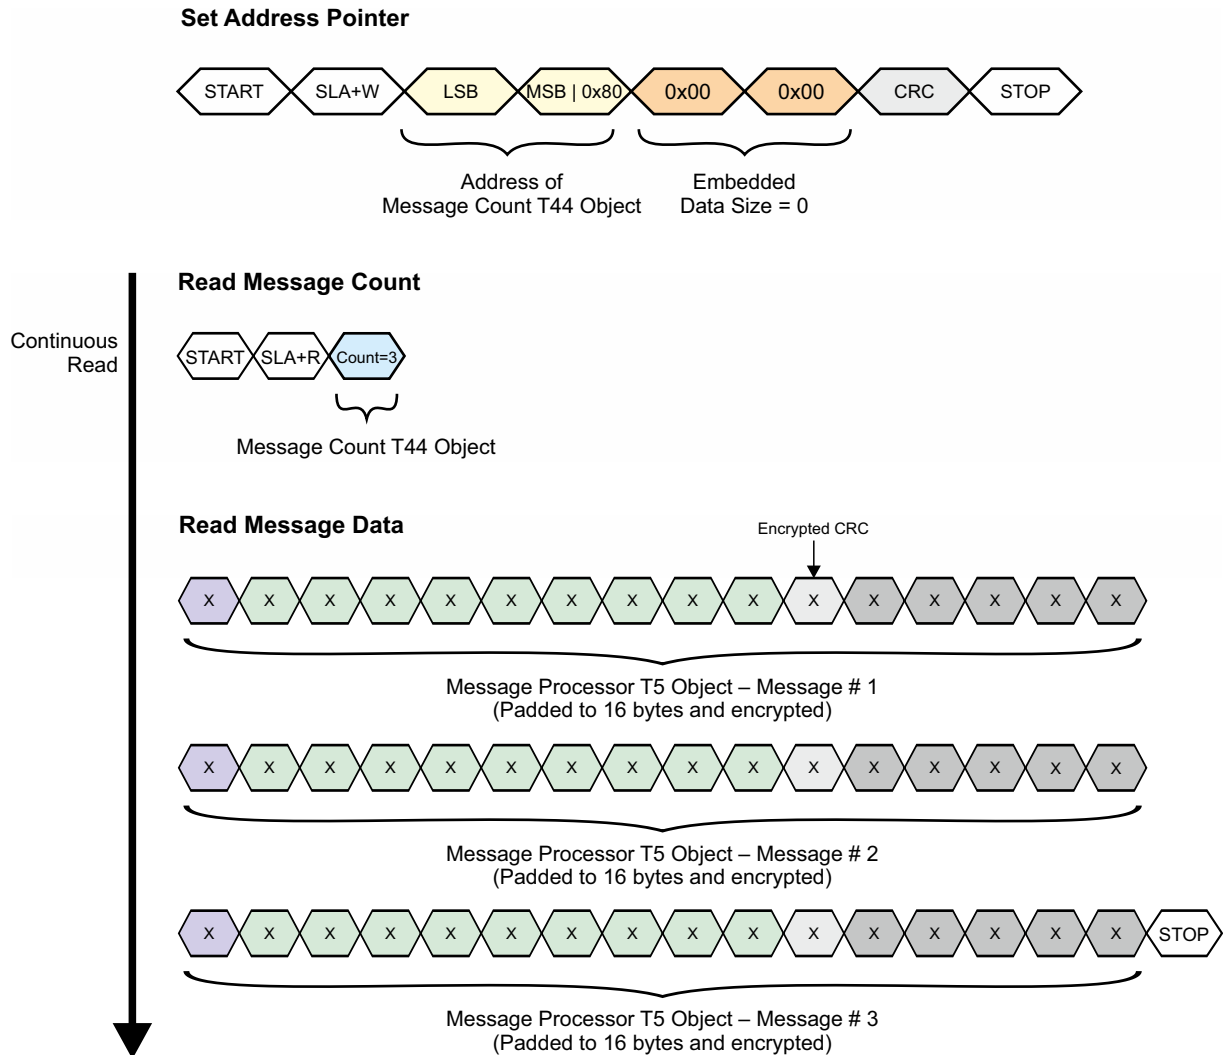 Set Address Pointer
START SLA+W LSB MSB | 0x80 0x00 0x00 CRC STOP
Address of
Message Count T44 Object
Embedded
Data Size = 0
Read Message Count
Continuous
Read
START SLA+R Count=3
Message Count T44 Object
Read Message Data
Encrypted CRC
X X X X X X X X X X X X X X X X
Message Processor T5 Object – Message # 1
(Padded to 16 bytes and encrypted)
X X X X X X X X X X X X X X X X
Message Processor T5 Object – Message # 2
(Padded to 16 bytes and encrypted)
X X X X X X X X X X X X X X X X STOP
Message Processor T5 Object – Message # 3
(Padded to 16 bytes and encrypted)